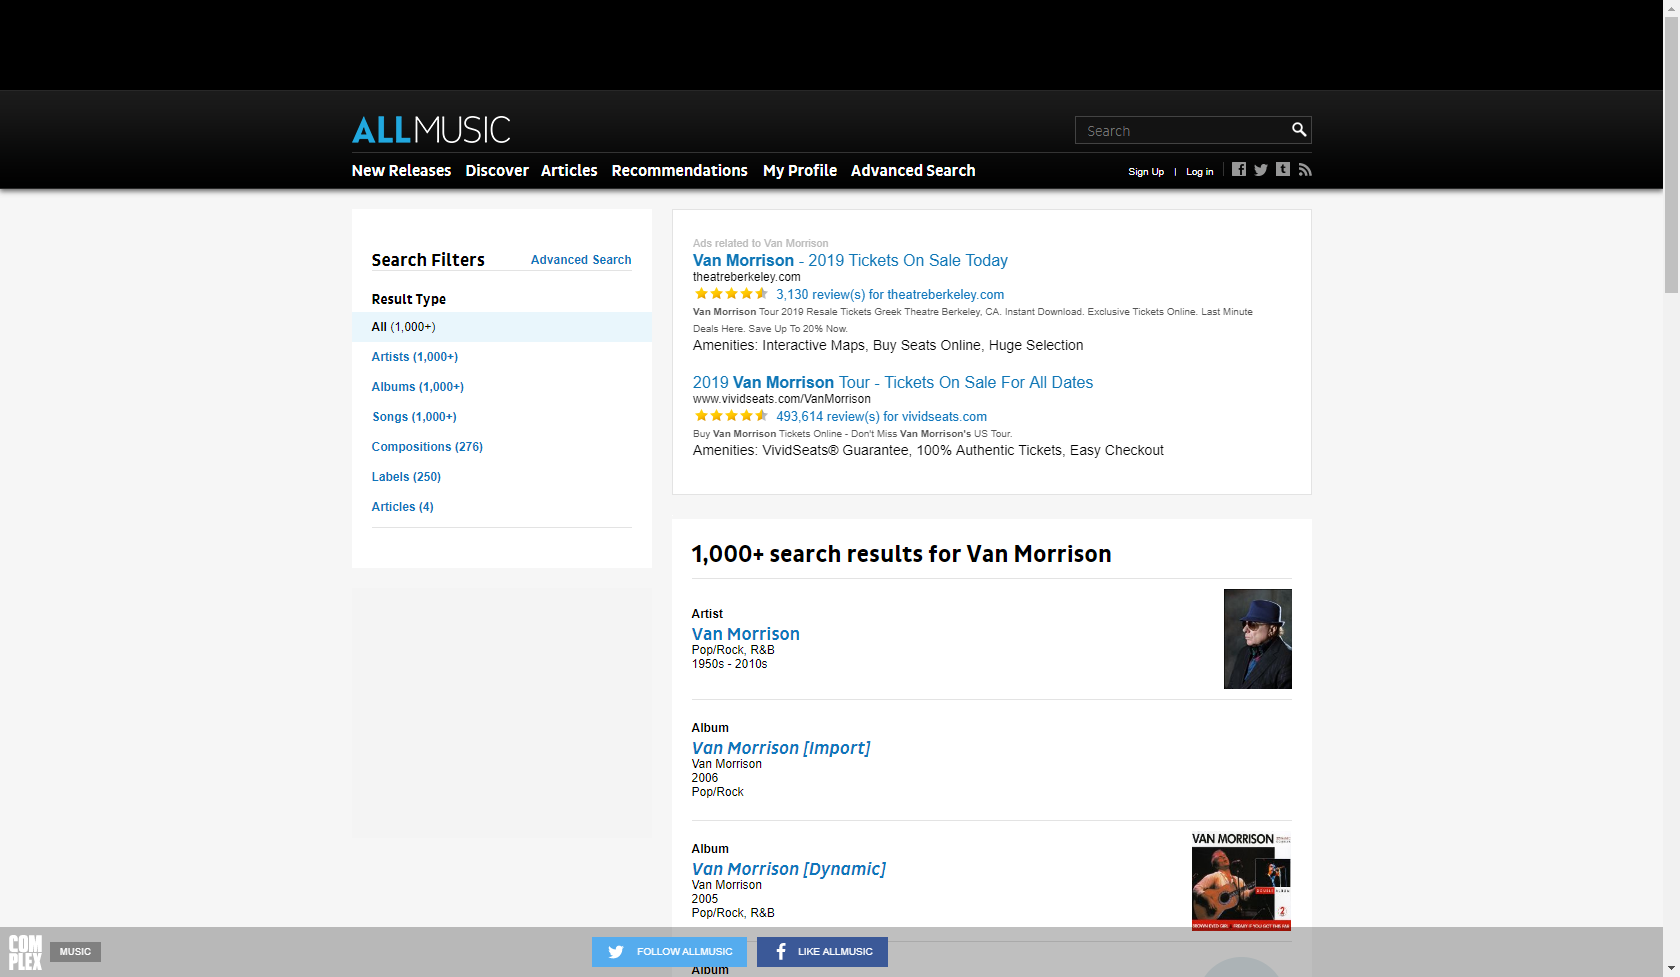 ALLMUSIC
Search
New Releases Discover Articles Recommendations My Profile Advanced Search
Sign Up | Log in
Search Filters
Advanced Search
Result Type
All (1,000+)
Artists (1,000+)
Albums (1,000+)
Songs (1,000+)
Compositions (276)
Labels (250)
Articles (4)
Ads related to Van Morrison
Van Morrison - 2019 Tickets On Sale Today
theatreberkeley.com
3,130 review(s) for theatreberkeley.com
Van Morrison Tour 2019 Resale Tickets Greek Theatre Berkeley, CA. Instant Download. Exclusive Tickets Online. Last Minute
Deals Here. Save Up To 20% Now.
Amenities: Interactive Maps, Buy Seats Online, Huge Selection
2019 Van Morrison Tour - Tickets On Sale For All Dates
www.vividseats.com/VanMorrison
493,614 review(s) for vividseats.com
Buy Van Morrison Tickets Online - Don't Miss Van Morrison's US Tour.
Amenities: VividSeats® Guarantee, 100% Authentic Tickets, Easy Checkout
1,000+ search results for Van Morrison
Artist
Van Morrison
Pop/Rock, R&B
1950s - 2010s
Album
Van Morrison [Import]
Van Morrison
2006
Pop/Rock
Album
Van Morrison [Dynamic]
Van Morrison
2005
Pop/Rock, R&B
VAN MORRISON
DOUBLE ALBUM
2
COMPLEX
MUSIC
FOLLOW ALLMUSIC
LIKE ALLMUSIC
Album